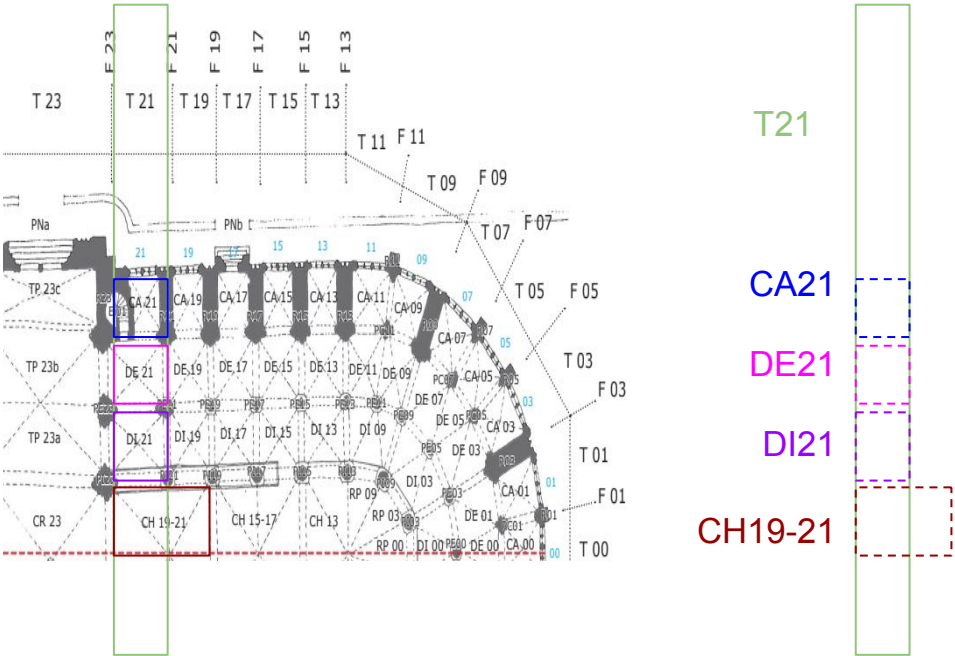 F 23
F 21
F 19
F 17
F 15
F 13
T 23
T 21
T 19
T 17
T 15
T 13
T 11
F 11
T 09
F 09
T 07
F 07
T 05
F 05
T 03
F 03
T 01
F 01
T 00
PNa
PNb
21
19
17
15
13
11
09
07
05
03
01
00
TP 23c
CA 21
CA 19
CA 17
CA 15
CA 13
CA 11
CA 09
CA 07
CA 05
CA 03
CA 01
CA 00
TP 23b
DE 21
DE 19
DE 17
DE 15
DE 13
DE 11
DE 09
DE 07
DE 05
DE 03
DE 01
DE 00
TP 23a
DI 21
DI 19
DI 17
DI 15
DI 13
DI 09
DI 03
DI 00
RP 09
RP 03
RP 00
CR 23
CH 19-21
CH 15-17
CH 13
T21
CA21
DE21
DI21
CH19-21